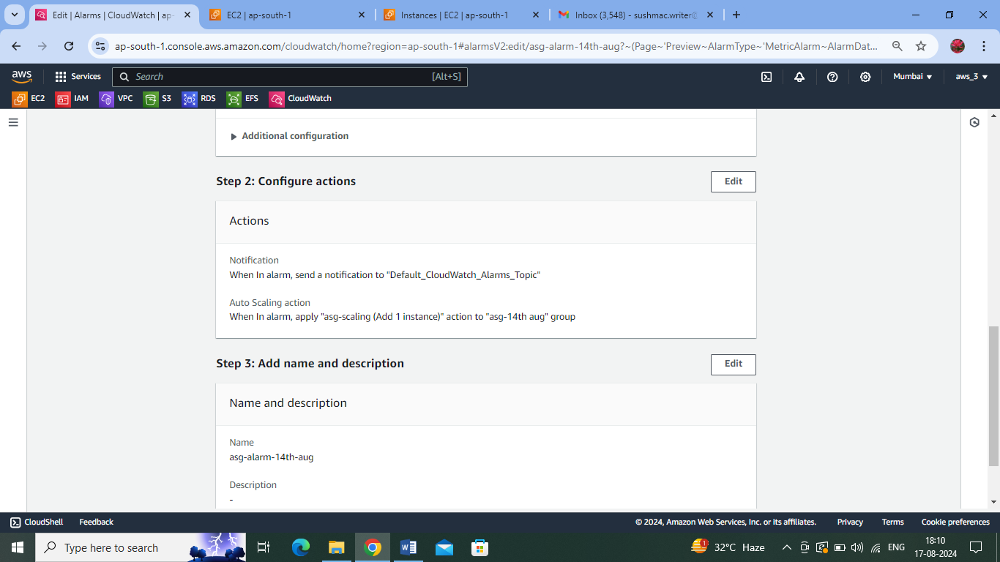 Edit | Alarms | CloudWatch | ap-
EC2 | ap-south-1
Instances | EC2 | ap-south-1
Inbox (3,548) - sushmac.writer@
ap-south-1.console.aws.amazon.com/cloudwatch/home?region=ap-south-1#alarmsV2:edit/asg-alarm-14th-aug?~(Page~'Preview~AlarmType~'MetricAlarm~AlarmDat...
aws
Services
Search
[Alt+S]
Mumbai
aws_3
EC2
IAM
VPC
S3
RDS
EFS
CloudWatch
Additional configuration
Step 2: Configure actions
Edit
Actions
Notification
When In alarm, send a notification to "Default_CloudWatch_Alarms_Topic"
Auto Scaling action
When In alarm, apply "asg-scaling (Add 1 instance)" action to "asg-14th aug" group
Step 3: Add name and description
Edit
Name and description
Name
asg-alarm-14th-aug
Description
-
CloudShell
Feedback
© 2024, Amazon Web Services, Inc. or its affiliates.
Privacy
Terms
Cookie preferences
Type here to search
1
32°C Haze
ENG
18:10
17-08-2024